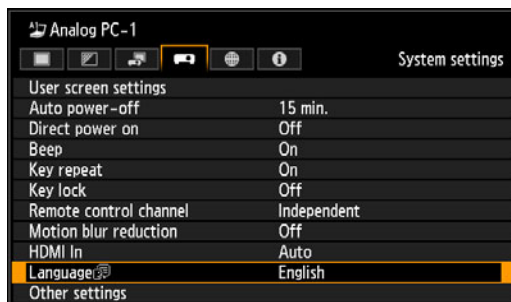 Analog PC-1
System settings
User screen settings
Auto power-off 15 min.
Direct power on Off
Beep On
Key repeat On
Key lock Off
Remote control channel Independent
Motion blur reduction Off
HDMI In Auto
Language English
Other settings